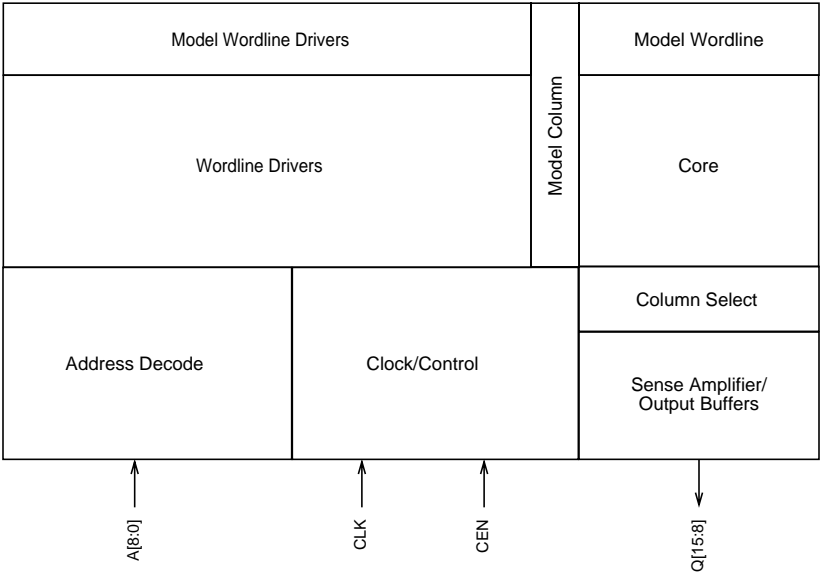 Model Wordline Drivers
Model Wordline
Model Column
Wordline Drivers
Core
Column Select
Address Decode
Clock/Control
Sense Amplifier/
Output Buffers
A[8:0]
CLK
CEN
Q[15:8]